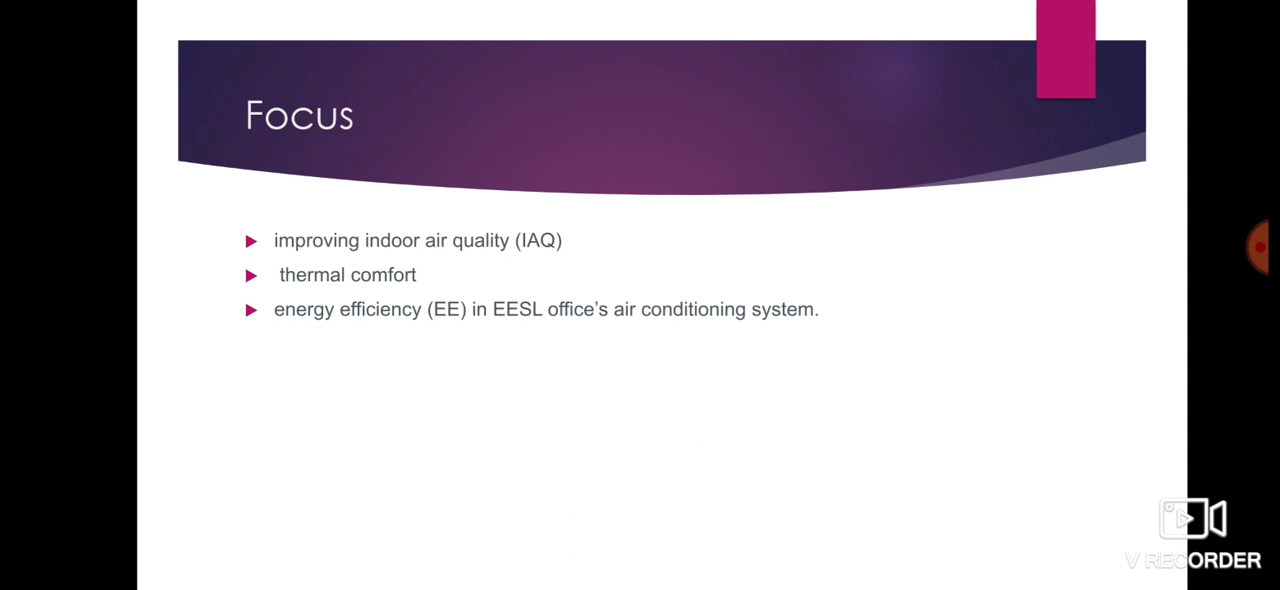 Focus
improving indoor air quality (IAQ)
thermal comfort
energy efficiency (EE) in EESL office’s air conditioning system.
V RECORDER